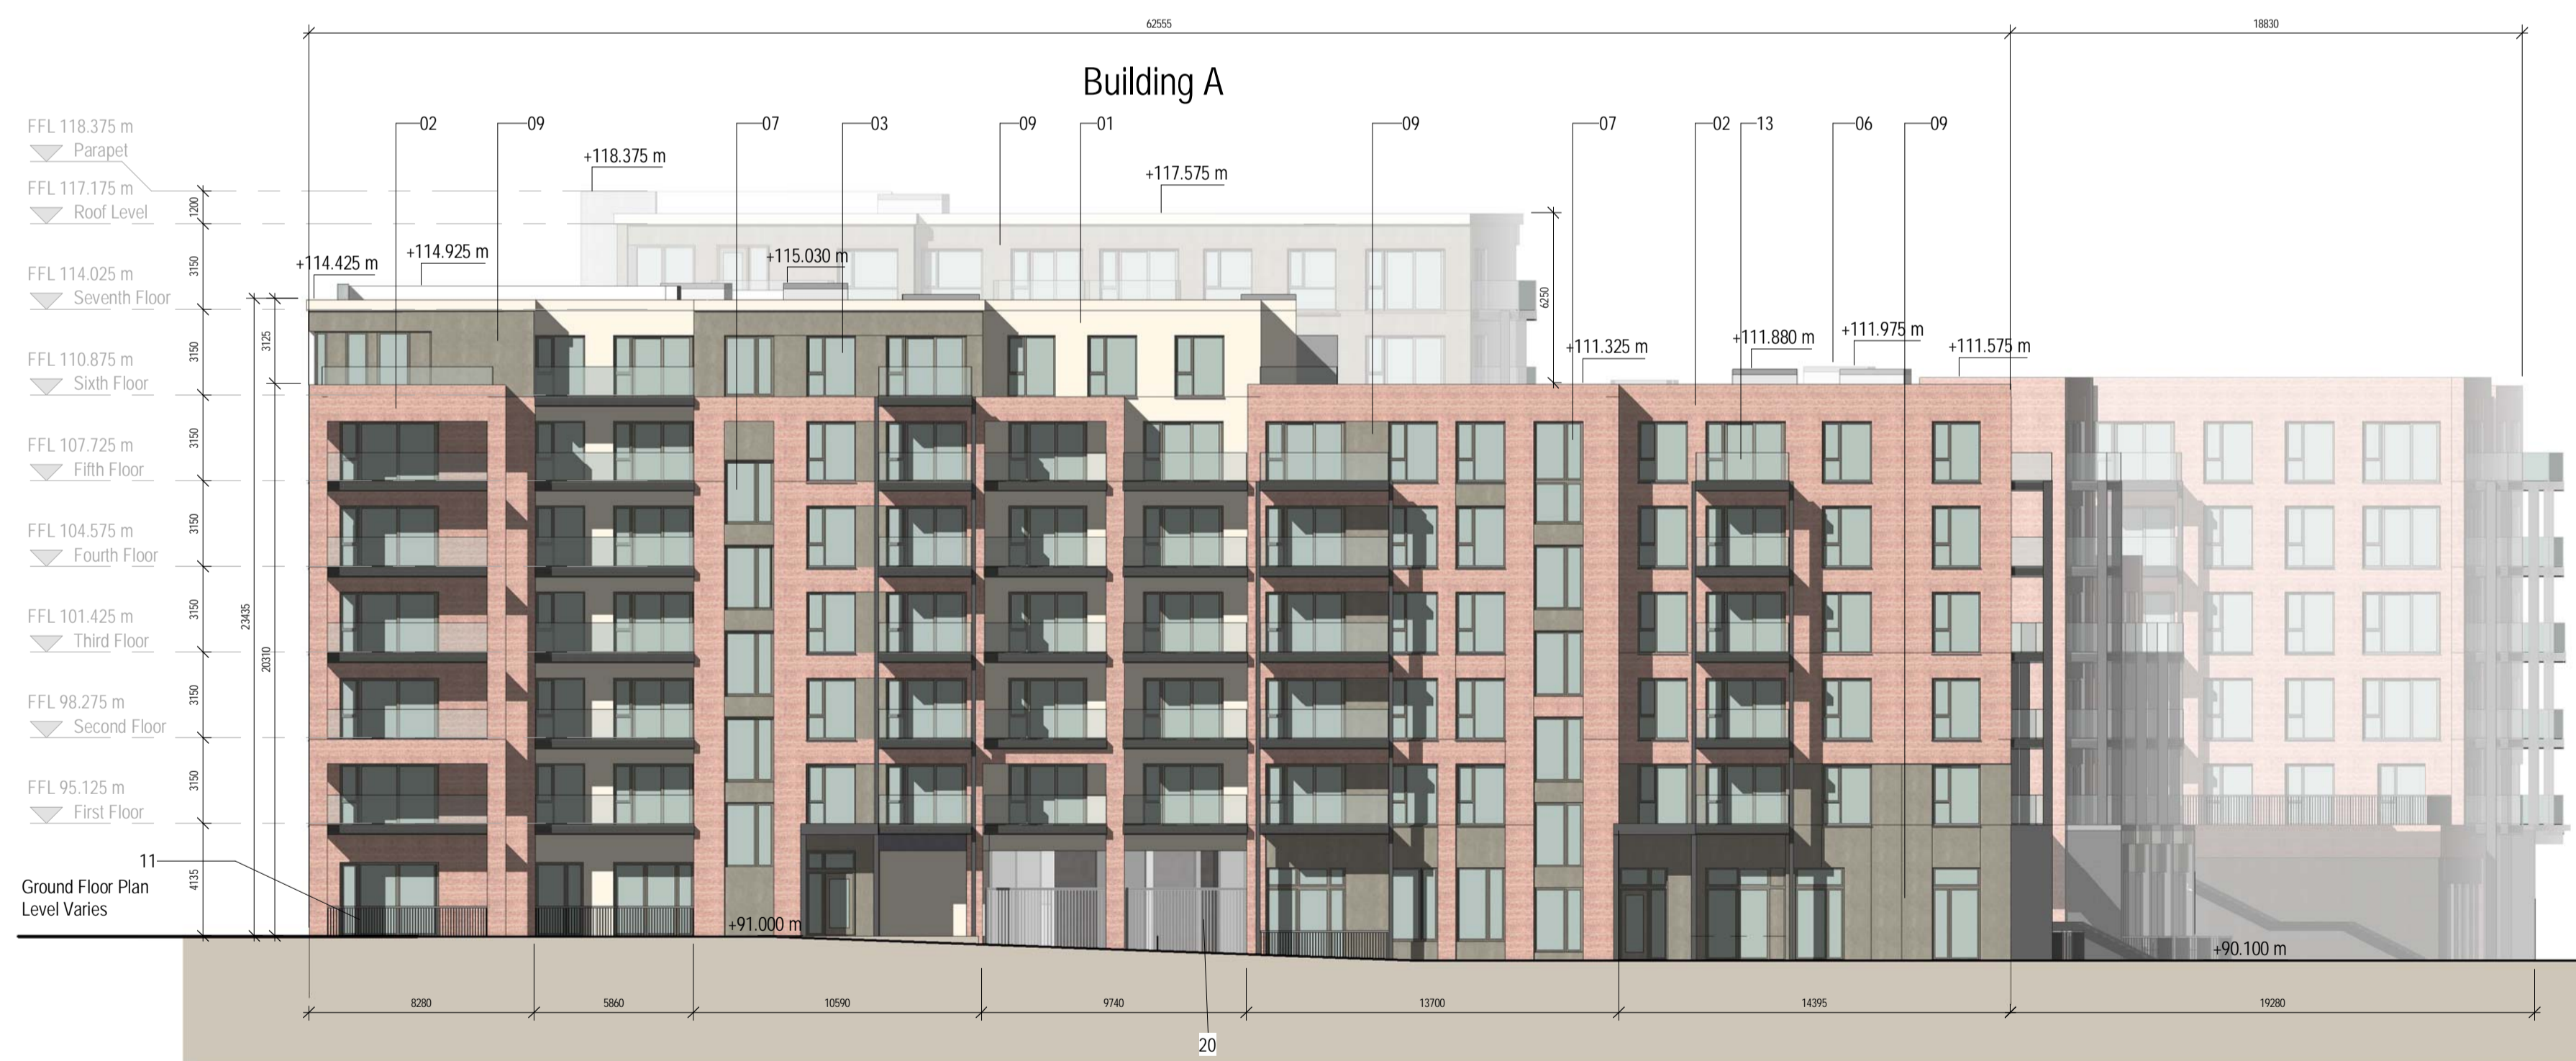 62555
18830
Building A
02
09
07
03
09
01
09
07
02
13
06
09
FFL 118.375 m
Parapet
FFL 117.175 m
Roof Level
FFL 114.025 m
Seventh Floor
FFL 110.875 m
Sixth Floor
FFL 107.725 m
Fifth Floor
FFL 104.575 m
Fourth Floor
FFL 101.425 m
Third Floor
FFL 98.275 m
Second Floor
FFL 95.125 m
First Floor
11
Ground Floor Plan
Level Varies
1200
3150
3150
3150
3150
3150
3150
3150
4135
23435
3125
20310
+118.375 m
+117.575 m
+114.425 m
+114.925 m
+115.030 m
6250
+111.325 m
+111.880 m
+111.975 m
+111.575 m
+91.000 m
+90.100 m
8280
5860
10590
9740
13700
14395
19280
20